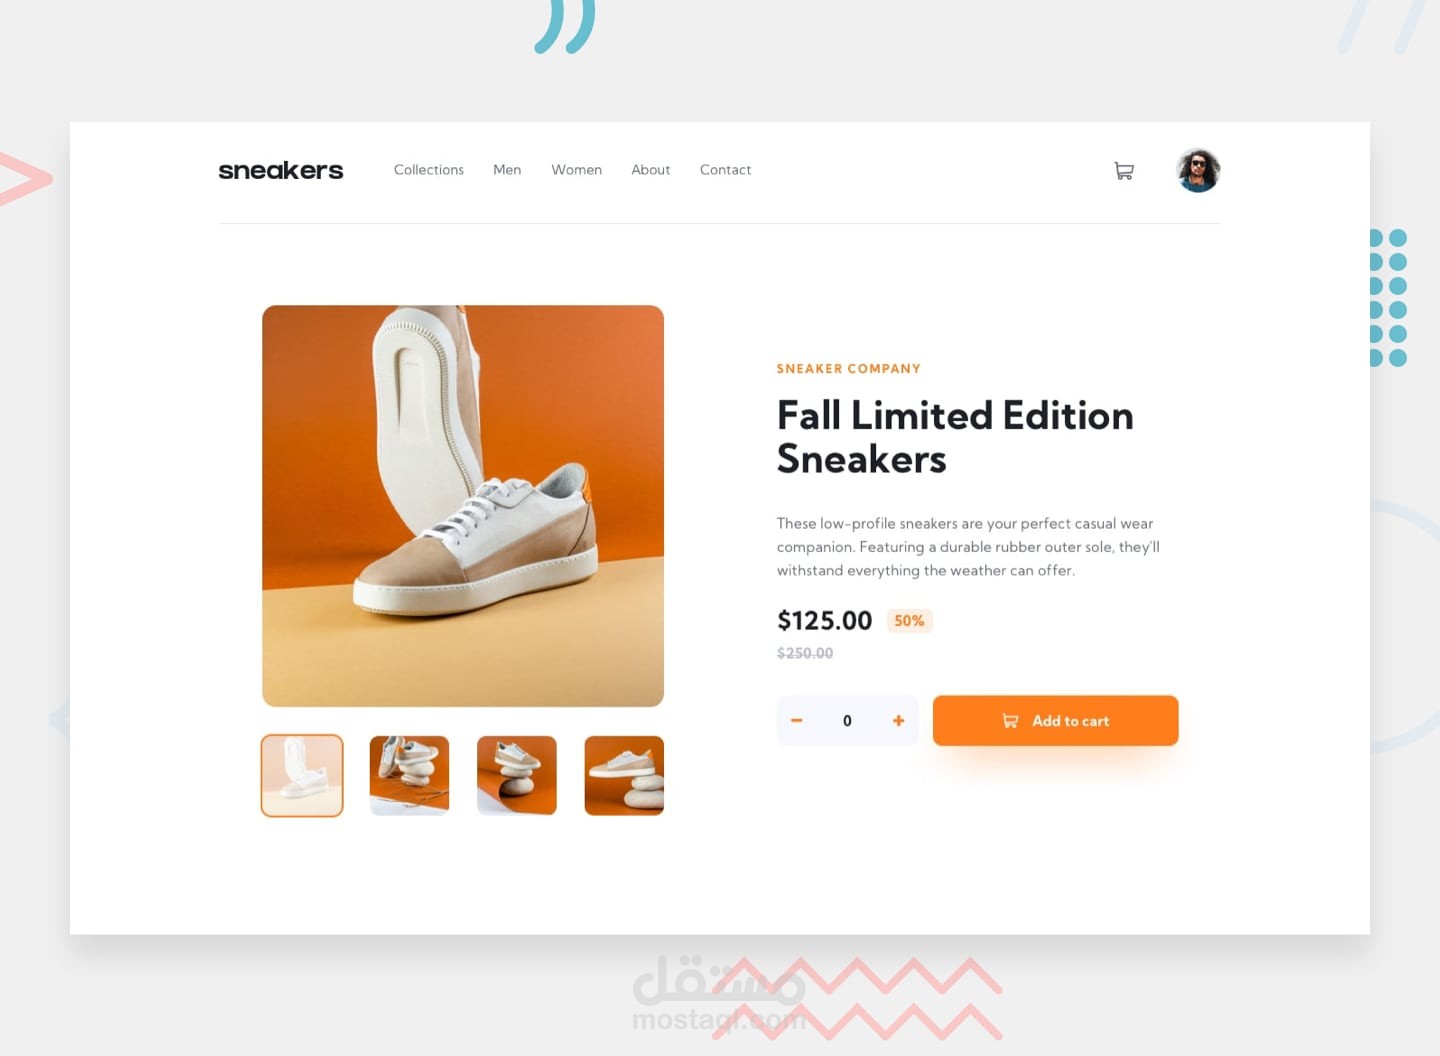 sneakers
Collections Men Women About Contact
SNEAKER COMPANY
Fall Limited Edition
Sneakers
These low-profile sneakers are your perfect casual wear
companion. Featuring a durable rubber outer sole, they'll
withstand everything the weather can offer.
$125.00 50%
$250.00
0
Add to cart
مستقل
mostaql.com